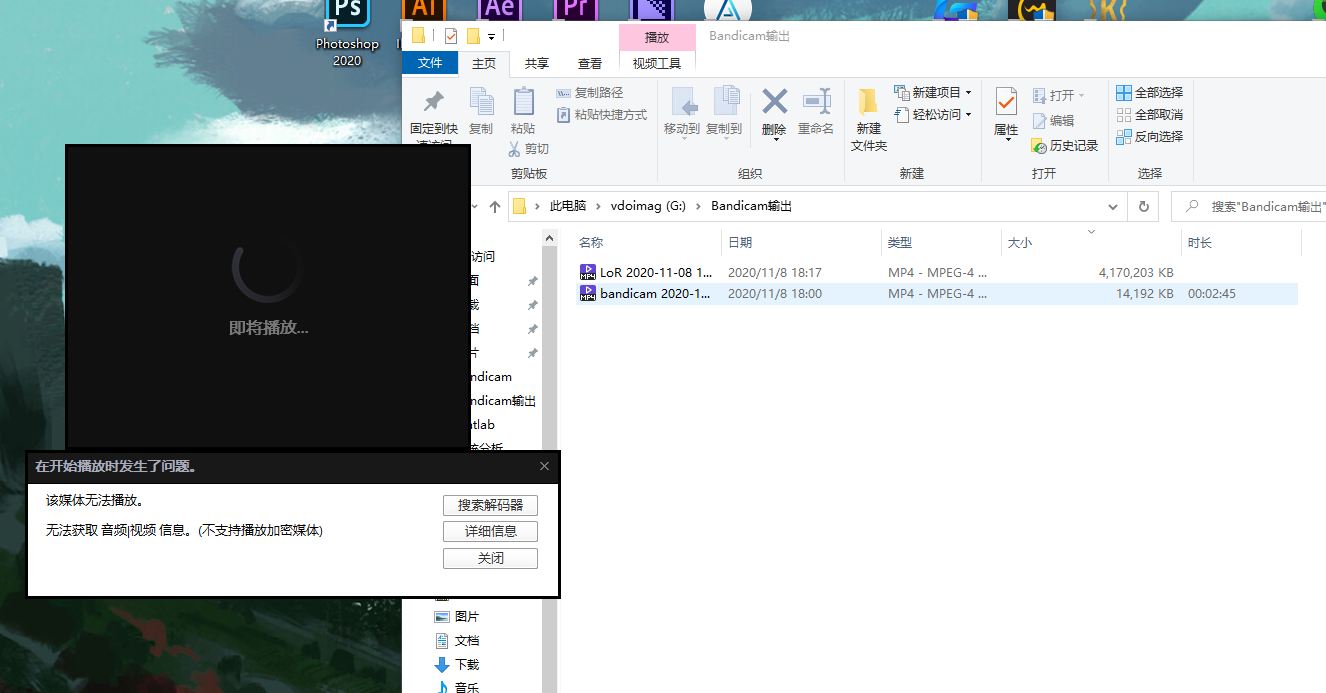 Ps
Ai
Ae
Pr
Photoshop
2020
播放
Bandicam输出
文件
主页
共享
查看
视频工具
固定到快
复制
粘贴
复制路径
粘贴快捷方式
剪切
剪贴板
移动到
复制到
删除
重命名
组织
新建
文件夹
新建项目
轻松访问
新建
属性
打开
编辑
历史记录
打开
全部选择
全部取消
反向选择
选择
此电脑 › vdoimag (G:) › Bandicam输出
搜索"Bandicam输出"
名称 日期 类型 大小 时长
LoR 2020-11-08 1... 2020/11/8 18:17 MP4 - MPEG-4 ... 4,170,203 KB
bandicam 2020-1... 2020/11/8 18:00 MP4 - MPEG-4 ... 14,192 KB 00:02:45
访问
面
载
档
片
ndicam
ndicam输出
atlab
即将播放...
在开始播放时发生了问题。
该媒体无法播放。
无法获取 音频|视频 信息。(不支持播放加密媒体)
搜索解码器
详细信息
关闭
图片
文档
下载
音乐